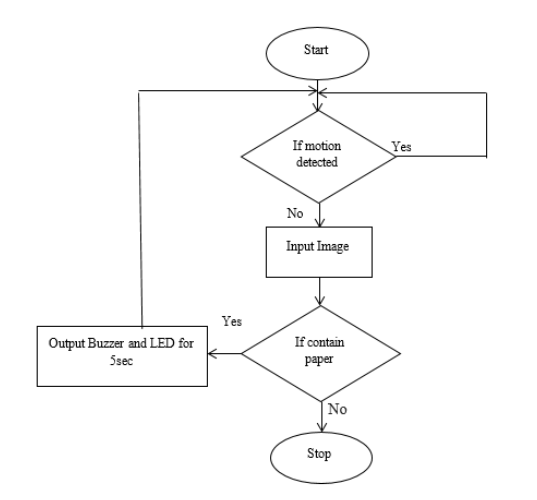 Start
If motion
detected
Yes
No
Input Image
Yes
If contain
paper
Output Buzzer and LED for
5sec
No
Stop